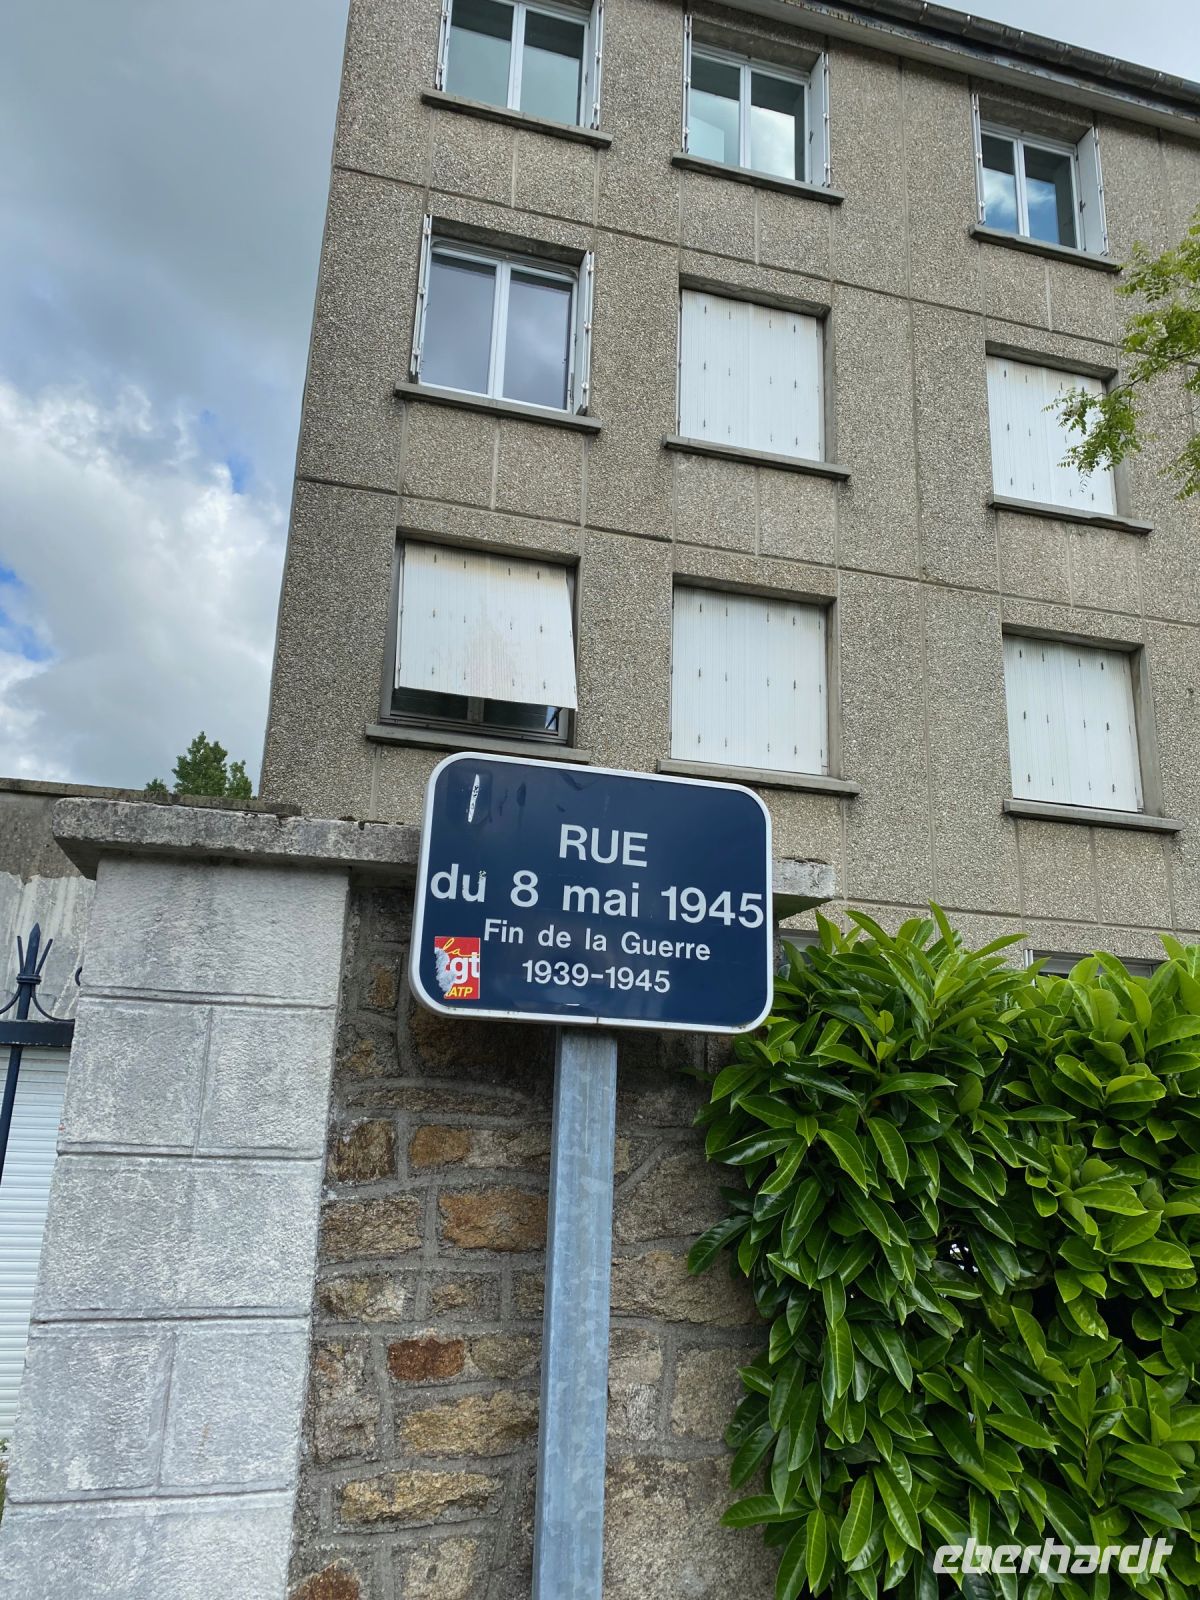 RUE
du 8 mai 1945
Fin de la Guerre
1939-1945
la
cgt
ATP
eberhardt